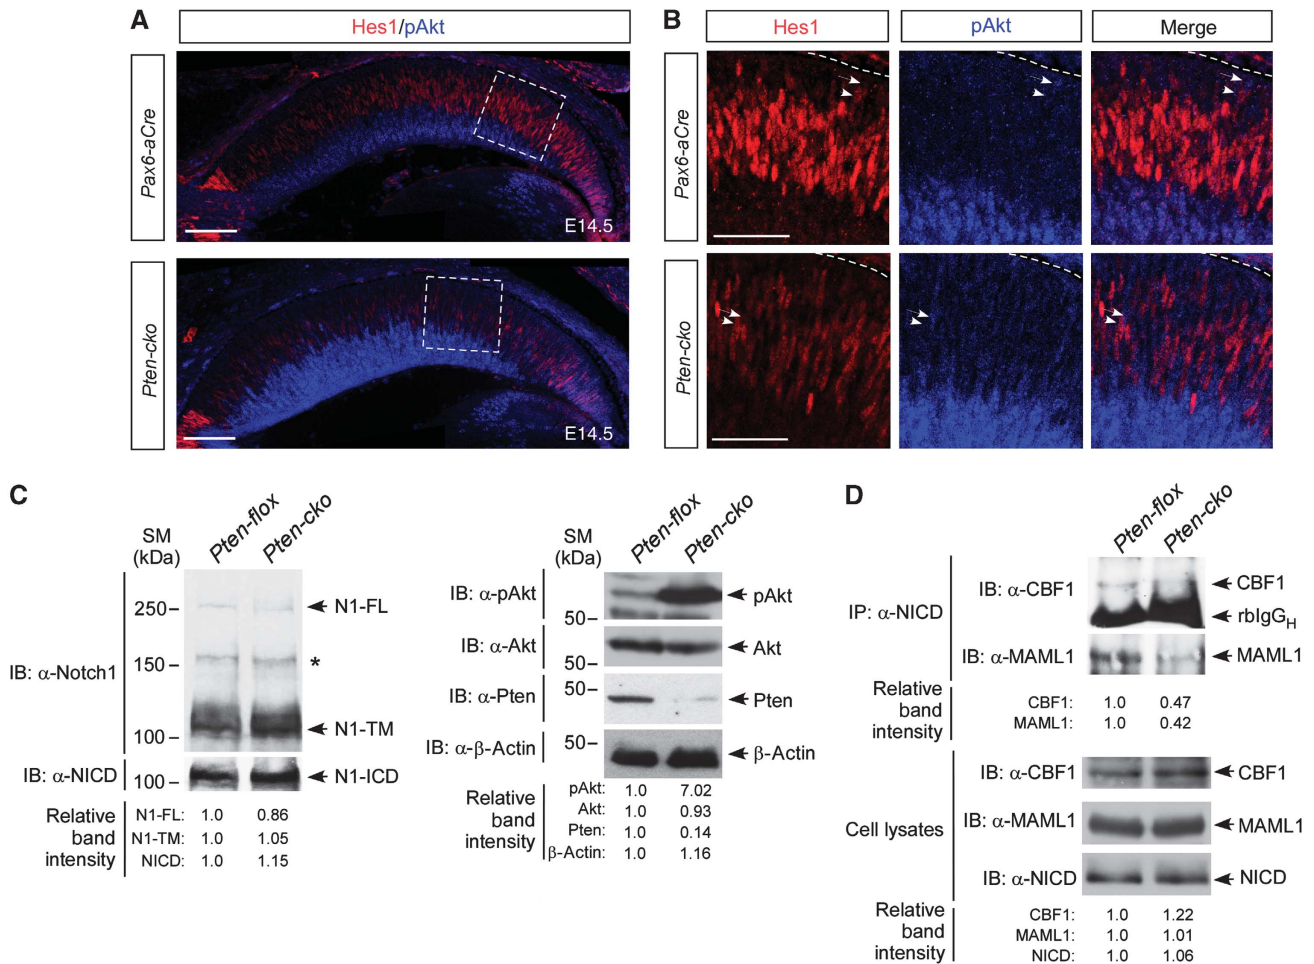 A
Hes1/pAkt
Pax6-αCre
E14.5
Pten-cko
E14.5
B
Hes1
pAkt
Merge
Pax6-αCre
Pten-cko
C
SM
(kDa)
Pten-flox
Pten-cko
IB: α-Notch1
250
150
100
N1-FL
*
N1-TM
IB: α-NICD
100
N1-ICD
Relative
band
intensity
N1-FL: 1.0 0.86
N1-TM: 1.0 1.05
NICD: 1.0 1.15
SM
(kDa)
Pten-flox
Pten-cko
IB: α-pAkt
50
pAkt
IB: α-Akt
50
Akt
IB: α-Pten
50
Pten
IB: α-β-Actin
50
β-Actin
Relative
band
intensity
pAkt: 1.0 7.02
Akt: 1.0 0.93
Pten: 1.0 0.14
β-Actin: 1.0 1.16
D
Pten-flox
Pten-cko
IP: α-NICD
IB: α-CBF1
CBF1
rbIgGH
IB: α-MAML1
MAML1
Relative
band
intensity
CBF1: 1.0 0.47
MAML1: 1.0 0.42
Cell lysates
IB: α-CBF1
CBF1
IB: α-MAML1
MAML1
IB: α-NICD
NICD
Relative
band
intensity
CBF1: 1.0 1.22
MAML1: 1.0 1.01
NICD: 1.0 1.06